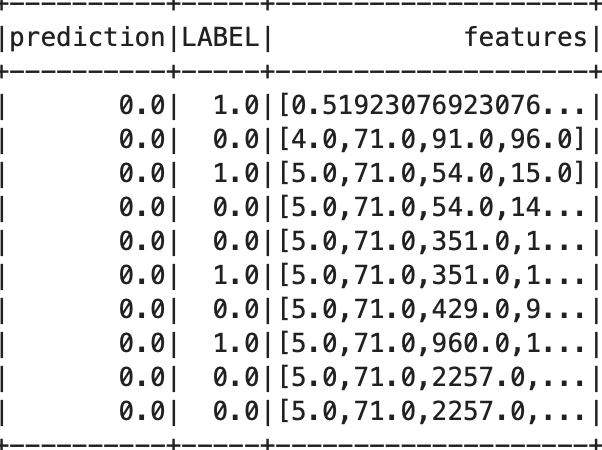 +----------+-----+--------------------+
|prediction|LABEL|            features|
+----------+-----+--------------------+
|       0.0|  1.0|[0.51923076923076...|
|       0.0|  0.0|[4.0,71.0,91.0,96.0]|
|       0.0|  1.0|[5.0,71.0,54.0,15.0]|
|       0.0|  0.0|[5.0,71.0,54.0,14...|
|       0.0|  0.0|[5.0,71.0,351.0,1...|
|       0.0|  1.0|[5.0,71.0,351.0,1...|
|       0.0|  0.0|[5.0,71.0,429.0,9...|
|       0.0|  1.0|[5.0,71.0,960.0,1...|
|       0.0|  0.0|[5.0,71.0,2257.0,...|
|       0.0|  0.0|[5.0,71.0,2257.0,...|
+----------+-----+--------------------+